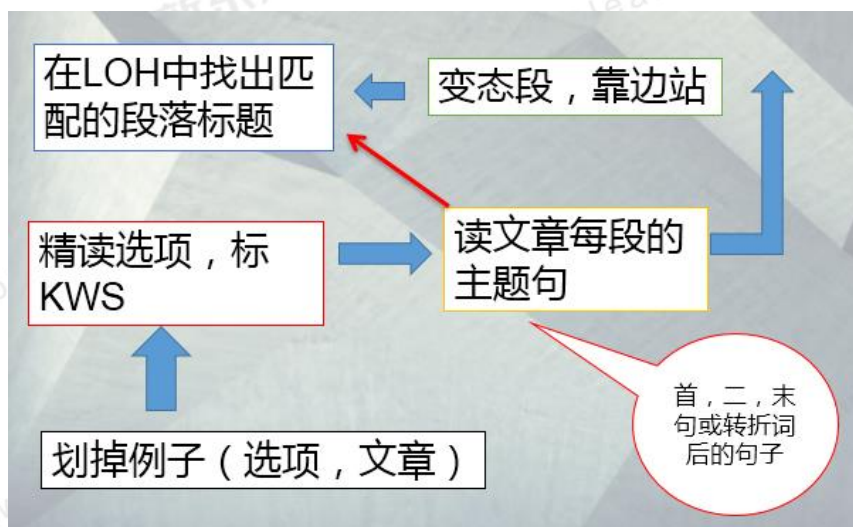 在LOH中找出匹
配的段落标题
变态段，靠边站
精读选项，标
KWS
读文章每段的
主题句
首，二，末
句或转折词
后的句子
划掉例子（选项，文章）